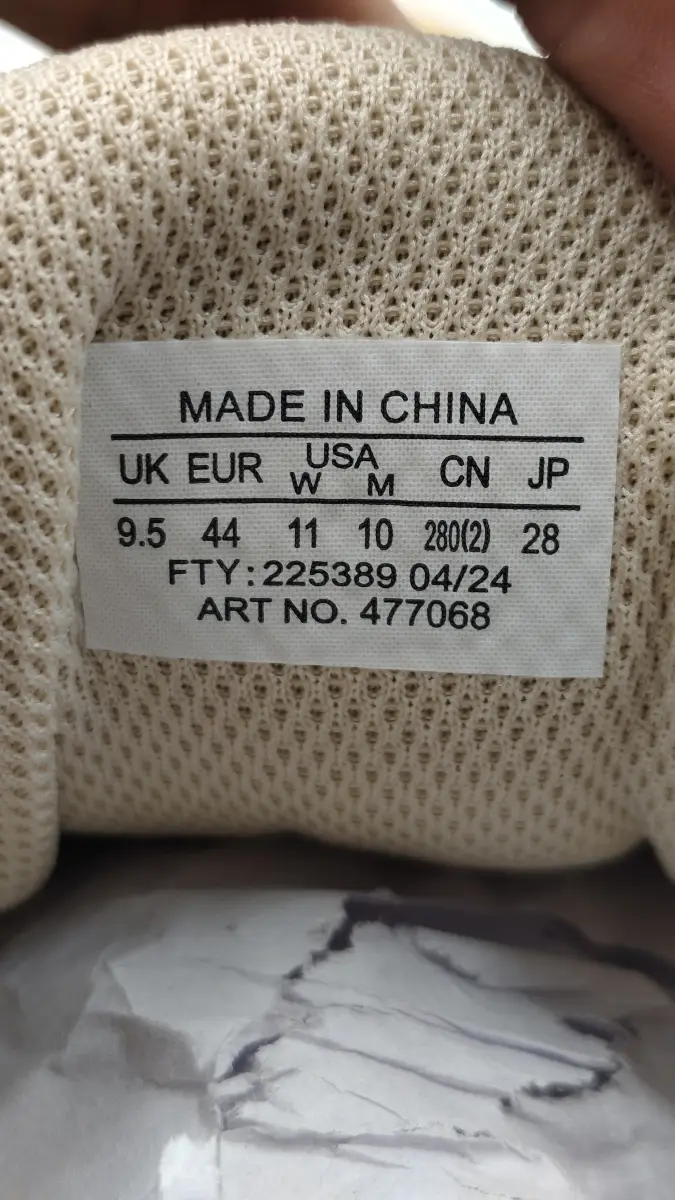 MADE IN CHINA
UK EUR USA CN JP
W M
9.5 44 11 10 280(2) 28
FTY:225389 04/24
ART NO. 477068